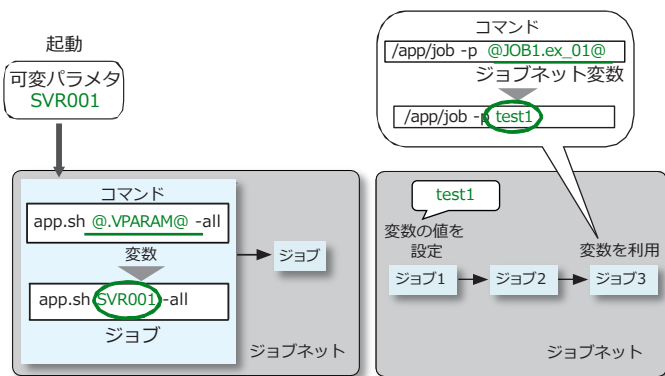 起動
可変パラメタ
SVR001
コマンド
app.sh @.VPARAM@ -all
変数
app.sh SVR001 -all
ジョブ
ジョブ
ジョブネット
コマンド
/app/job -p @JOB1.ex_01@
ジョブネット変数
/app/job -p test1
test1
変数の値を
設定
変数を利用
ジョブ1
ジョブ2
ジョブ3
ジョブネット